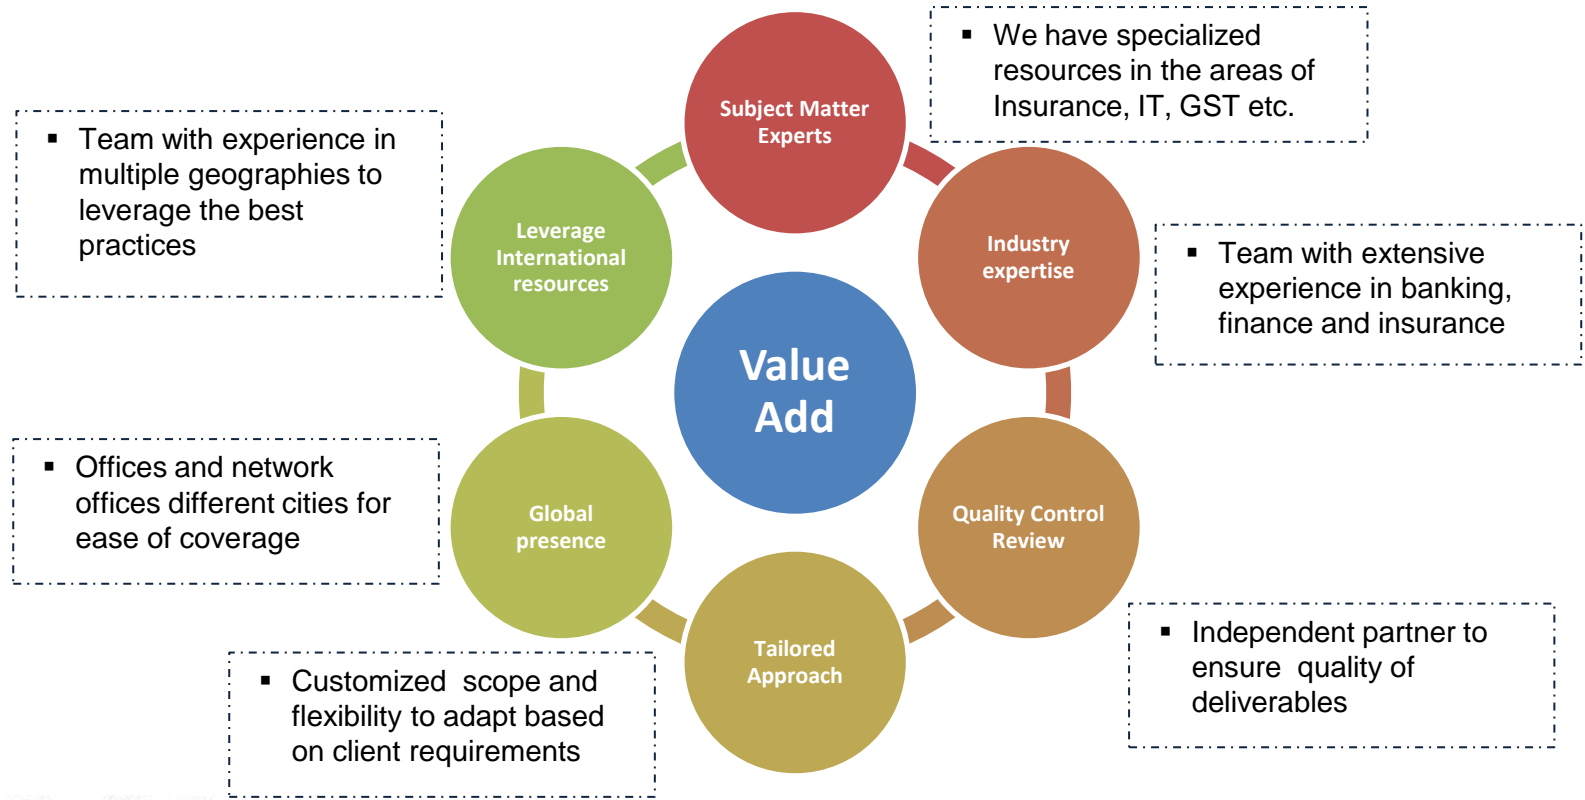 Subject Matter
Experts
▪ We have specialized
resources in the areas of
Insurance, IT, GST etc.
▪ Team with experience in
multiple geographies to
leverage the best
practices
Leverage
International
resources
Industry
expertise
▪ Team with extensive
experience in banking,
finance and insurance
Value
Add
▪ Offices and network
offices different cities for
ease of coverage
Global
presence
Quality Control
Review
Tailored
Approach
▪ Independent partner to
ensure  quality of
deliverables
▪ Customized  scope and
flexibility to adapt based
on client requirements